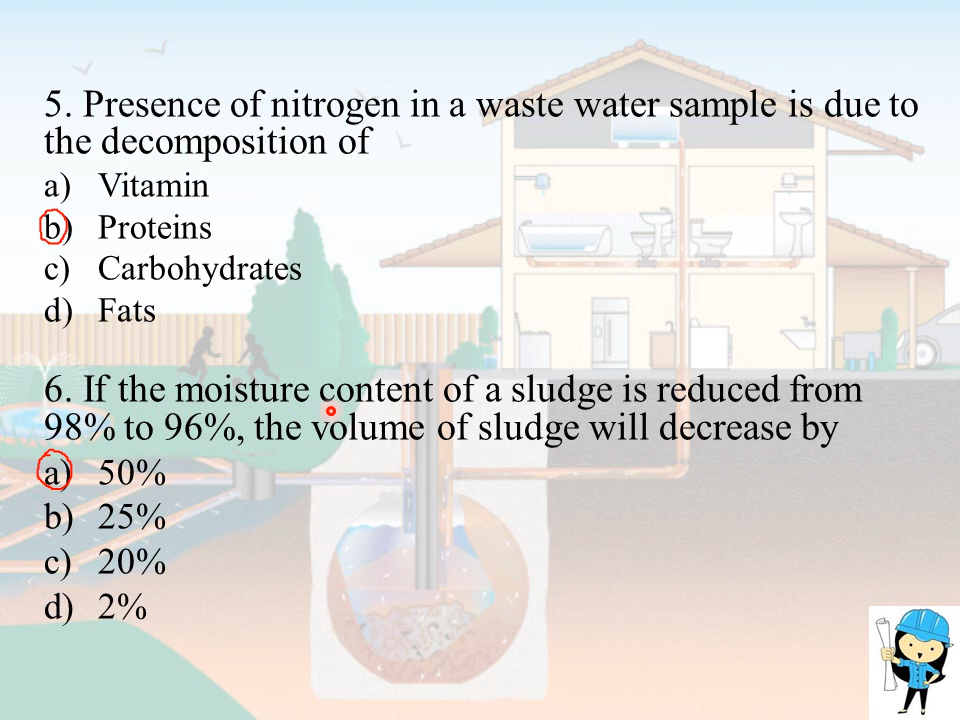 5. Presence of nitrogen in a waste water sample is due to
the decomposition of
a) Vitamin
b) Proteins
c) Carbohydrates
d) Fats
6. If the moisture content of a sludge is reduced from
98% to 96%, the volume of sludge will decrease by
a) 50%
b) 25%
c) 20%
d) 2%